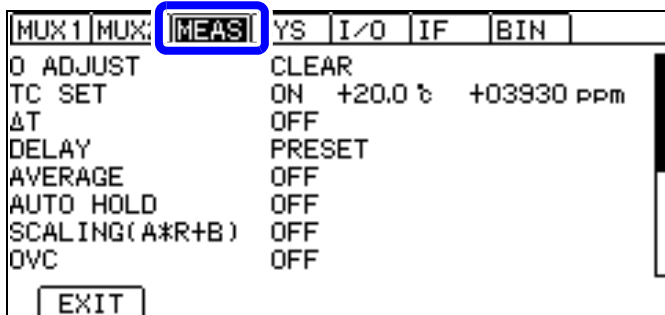 MUX1 MUX2 MEAS YS I/O IF BIN
0 ADJUST CLEAR
TC SET ON +20.0 ℃ +03930 ppm
ΔT OFF
DELAY PRESET
AVERAGE OFF
AUTO HOLD OFF
SCALING(A*R+B) OFF
OVC OFF
EXIT